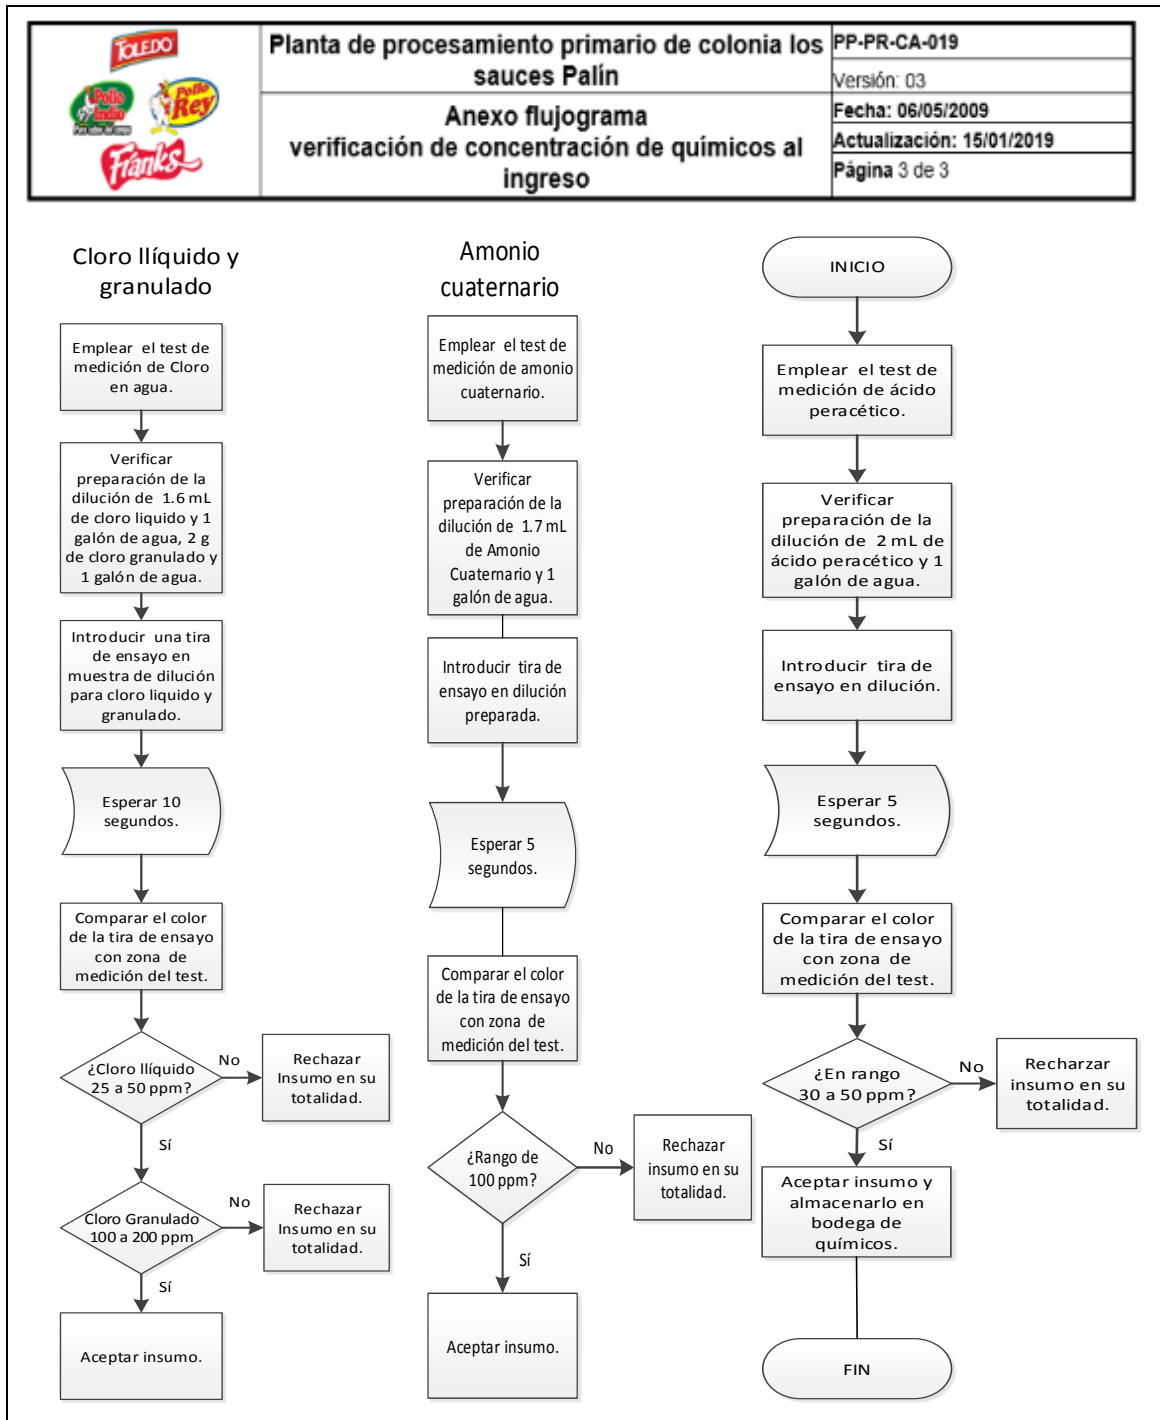 TOLEDO
Pollo
Indio
Pollo
Rey
Franks
Planta de procesamiento primario de colonia los
sauces Palín
Anexo flujograma
verificación de concentración de químicos al
ingreso
PP-PR-CA-019
Versión: 03
Fecha: 06/05/2009
Actualización: 15/01/2019
Página 3 de 3
Cloro llíquido y
granulado
Emplear el test de
medición de Cloro
en agua.
Verificar
preparación de la
dilución de 1.6 mL
de cloro liquido y 1
galón de agua, 2 g
de cloro granulado y
1 galón de agua.
Introducir una tira
de ensayo en
muestra de dilución
para cloro liquido y
granulado.
Esperar 10
segundos.
Comparar el color
de la tira de ensayo
con zona de
medición del test.
¿Cloro llíquido
25 a 50 ppm?
No
Rechazar
Insumo en su
totalidad.
Sí
Cloro Granulado
100 a 200 ppm
No
Rechazar
Insumo en su
totalidad.
Sí
Aceptar insumo.
Amonio
cuaternario
Emplear el test de
medición de amonio
cuaternario.
Verificar
preparación de la
dilución de 1.7 mL
de Amonio
Cuaternario y 1
galón de agua.
Introducir tira de
ensayo en dilución
preparada.
Esperar 5
segundos.
Comparar el color
de la tira de ensayo
con zona de
medición del test.
¿Rango de
100 ppm?
No
Rechazar
insumo en su
totalidad.
Sí
Aceptar insumo.
INICIO
Emplear el test de
medición de ácido
peracético.
Verificar
preparación de la
dilución de 2 mL de
ácido peracético y 1
galón de agua.
Introducir tira de
ensayo en dilución.
Esperar 5
segundos.
Comparar el color
de la tira de ensayo
con zona de
medición del test.
¿En rango
30 a 50 ppm?
No
Recharzar
insumo en su
totalidad.
Sí
Aceptar insumo y
almacenarlo en
bodega de
químicos.
FIN